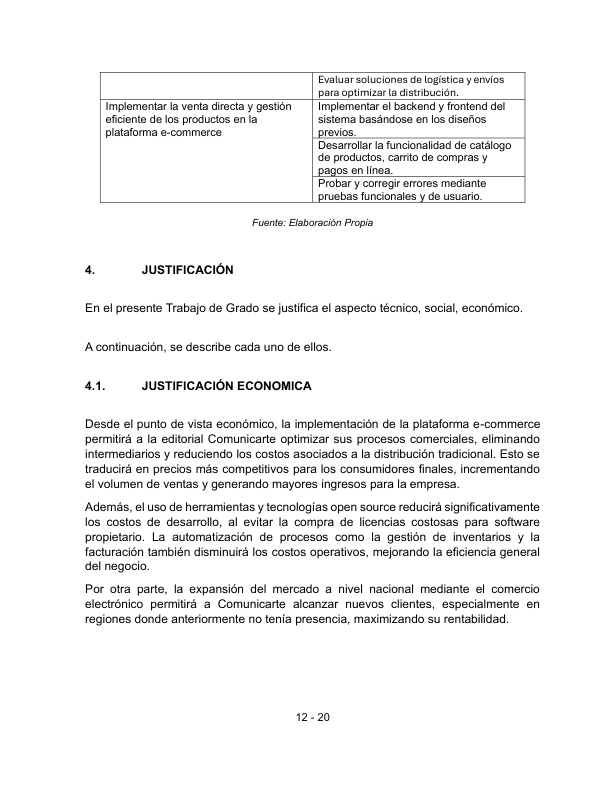 Evaluar soluciones de logística y envíos
para optimizar la distribución.
Implementar la venta directa y gestión
eficiente de los productos en la
plataforma e-commerce
Implementar el backend y frontend del
sistema basándose en los diseños
previos.
Desarrollar la funcionalidad de catálogo
de productos, carrito de compras y
pagos en línea.
Probar y corregir errores mediante
pruebas funcionales y de usuario.
Fuente: Elaboración Propia
4. JUSTIFICACIÓN
En el presente Trabajo de Grado se justifica el aspecto técnico, social, económico.
A continuación, se describe cada uno de ellos.
4.1. JUSTIFICACIÓN ECONOMICA
Desde el punto de vista económico, la implementación de la plataforma e-commerce
permitirá a la editorial Comunicarte optimizar sus procesos comerciales, eliminando
intermediarios y reduciendo los costos asociados a la distribución tradicional. Esto se
traducirá en precios más competitivos para los consumidores finales, incrementando
el volumen de ventas y generando mayores ingresos para la empresa.
Además, el uso de herramientas y tecnologías open source reducirá significativamente
los costos de desarrollo, al evitar la compra de licencias costosas para software
propietario. La automatización de procesos como la gestión de inventarios y la
facturación también disminuirá los costos operativos, mejorando la eficiencia general
del negocio.
Por otra parte, la expansión del mercado a nivel nacional mediante el comercio
electrónico permitirá a Comunicarte alcanzar nuevos clientes, especialmente en
regiones donde anteriormente no tenía presencia, maximizando su rentabilidad.
12 - 20